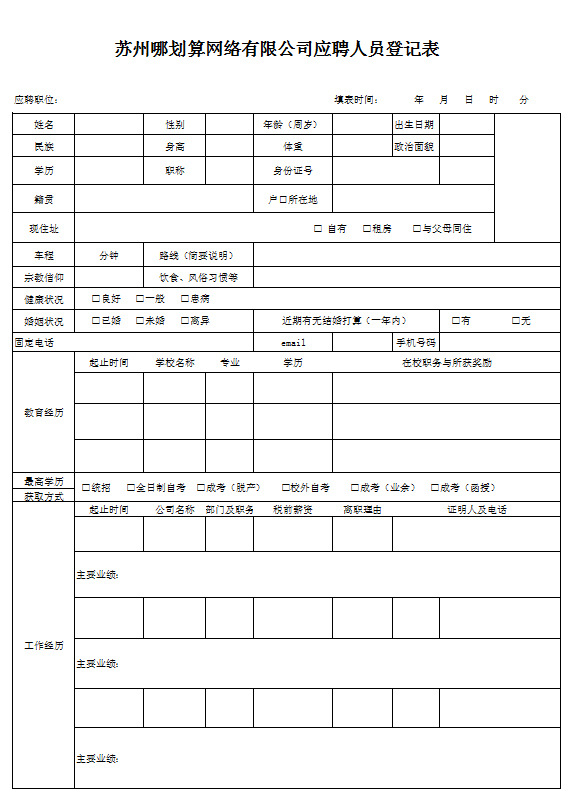 苏州哪划算网络有限公司应聘人员登记表
应聘职位： 填表时间： 年 月 日 时 分
姓名 性别 年龄（周岁） 出生日期
民族 身高 体重 政治面貌
学历 职称 身份证号
籍贯 户口所在地
现住址 □ 自有 □租房 □与父母同住
车程 分钟 路线（简要说明）
宗教信仰 饮食、风俗习惯等
健康状况 □良好 □一般 □患病
婚姻状况 □已婚 □未婚 □离异 近期有无结婚打算（一年内） □有 □无
固定电话 email 手机号码
教育经历 起止时间 学校名称 专业 学历 在校职务与所获奖励
最高学历
获取方式
□统招 □全日制自考 □成考（脱产） □校外自考 □成考（业余） □成考（函授）
工作经历 起止时间 公司名称 部门及职务 税前薪资 离职理由 证明人及电话
主要业绩：
主要业绩：
主要业绩：